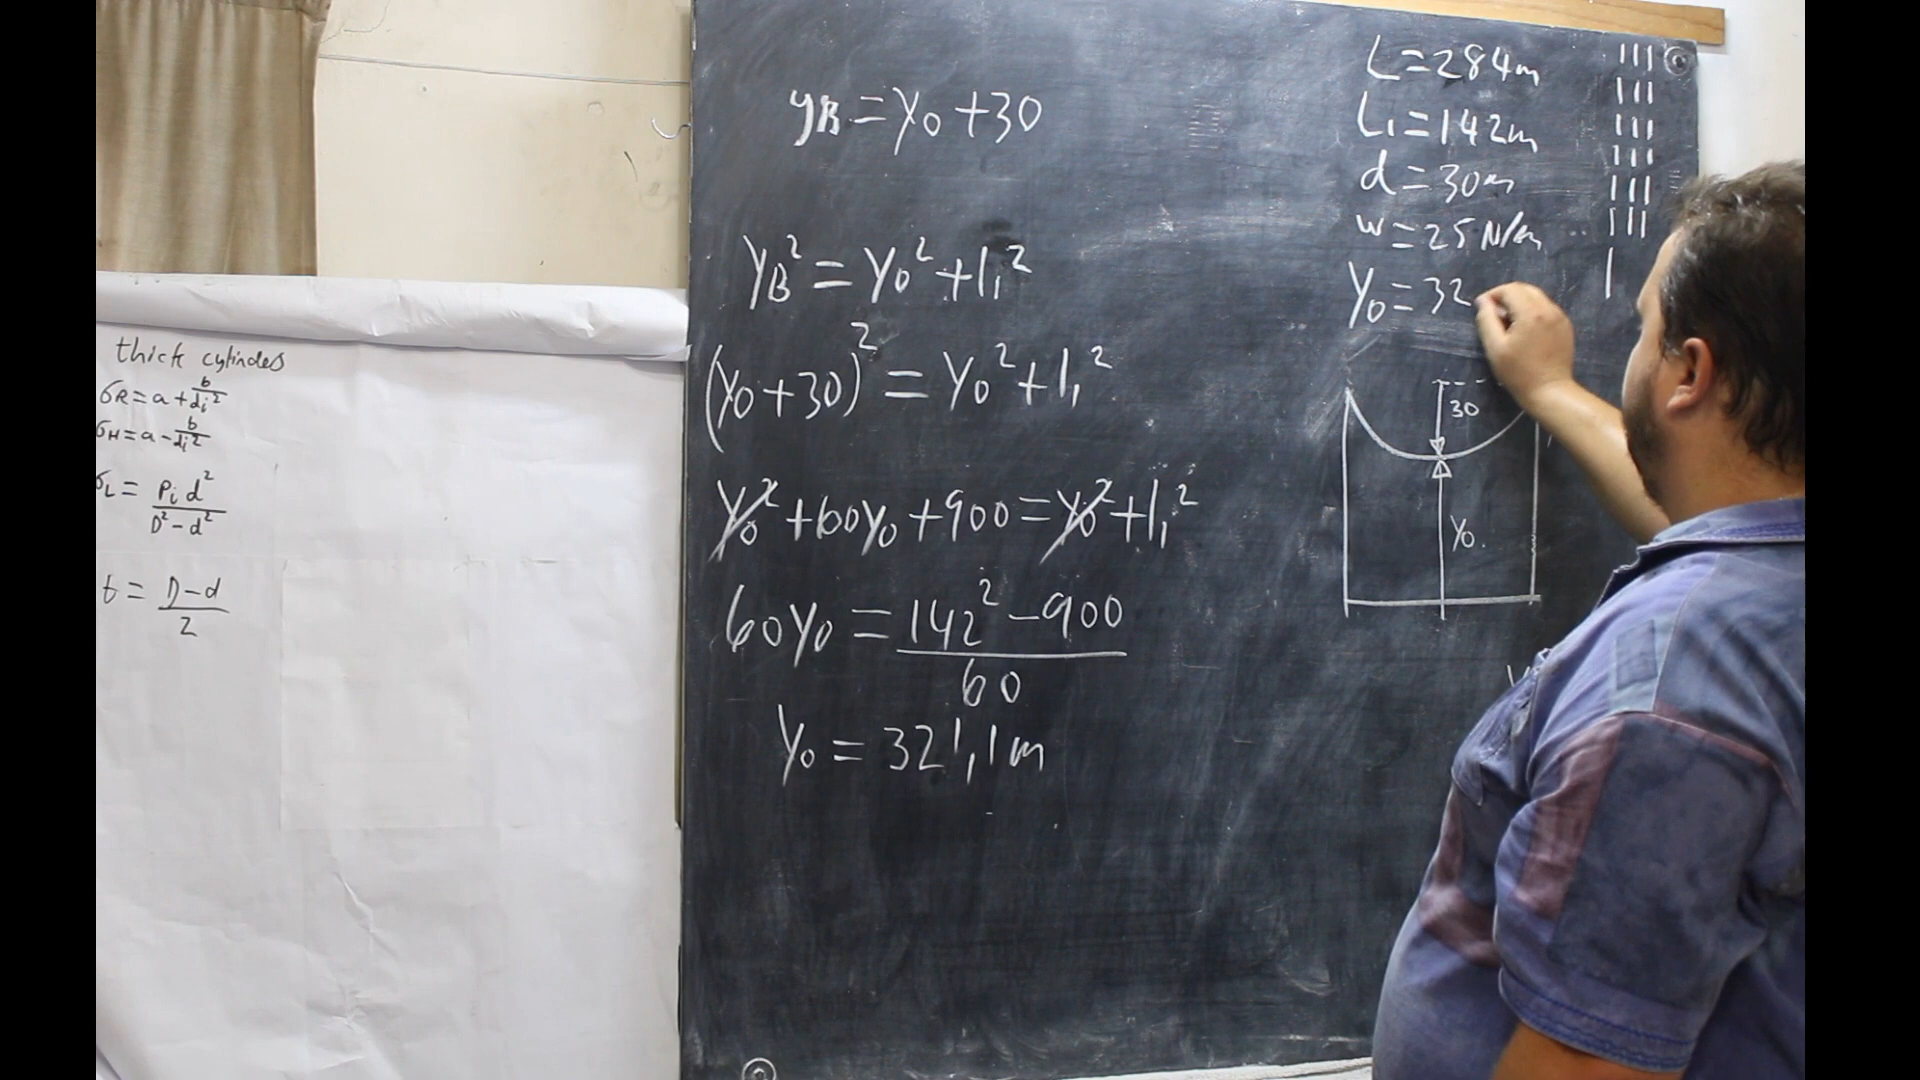 thick cylindes
σR = a + b/di²
σH = a - b/di²
σL = Pi d² / D² - d²
t = D - d / 2
yB = y0 + 30
yB² = y0² + l1²
(y0 + 30)² = y0² + l1²
y0² + 60y0 + 900 = y0² + l1²
60y0 = 142² - 900 / 60
y0 = 321,1m
L = 284m
L1 = 142m
d = 30m
w = 25 N/m
y0 = 32
30
y0.